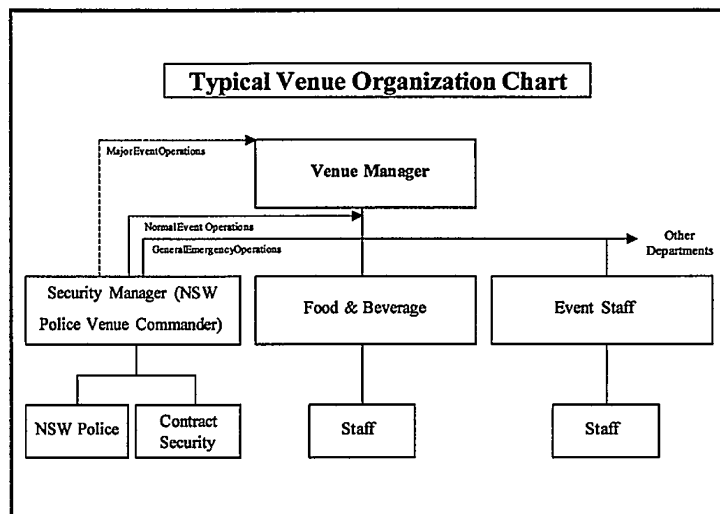 Typical Venue Organization Chart
MajorEventOperations
Venue Manager
NormalEvent Operations
GeneralEmergencyOperations
Other
Departments
Security Manager (NSW
Police Venue Commander)
Food & Beverage
Event Staff
NSW Police
Contract
Security
Staff
Staff